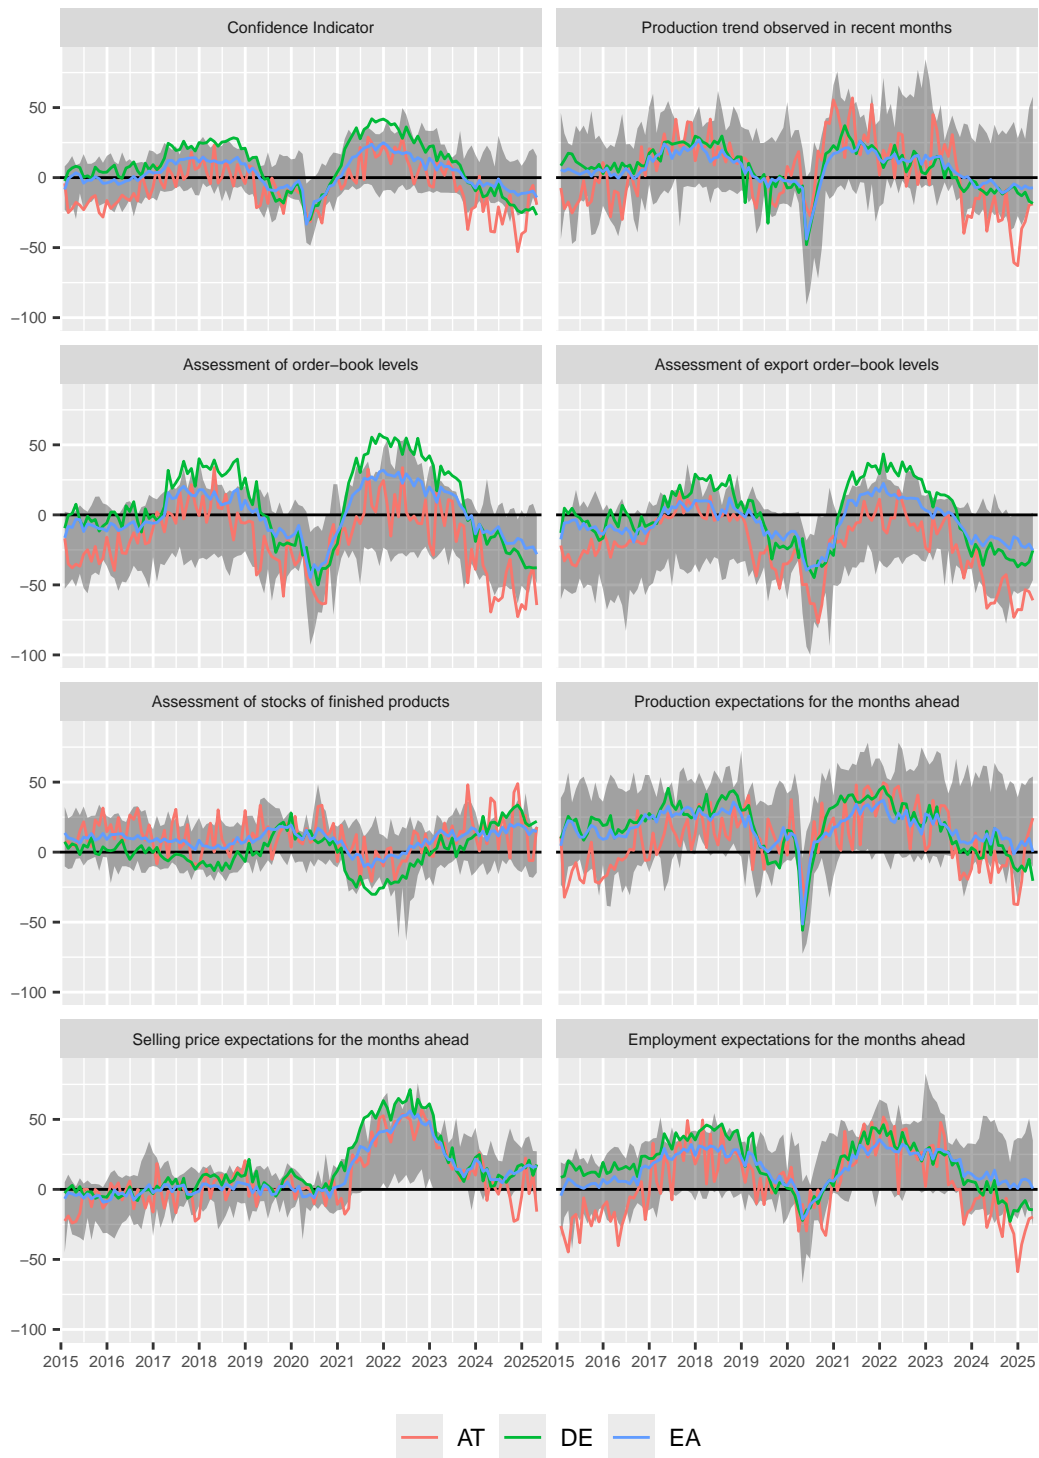 Confidence Indicator
Production trend observed in recent months
50
0
−50
−100
Assessment of order−book levels
Assessment of export order−book levels
50
0
−50
−100
Assessment of stocks of finished products
Production expectations for the months ahead
50
0
−50
−100
Selling price expectations for the months ahead
Employment expectations for the months ahead
50
0
−50
−100
2015 2016 2017 2018 2019 2020 2021 2022 2023 2024 2025
2015 2016 2017 2018 2019 2020 2021 2022 2023 2024 2025
AT DE EA